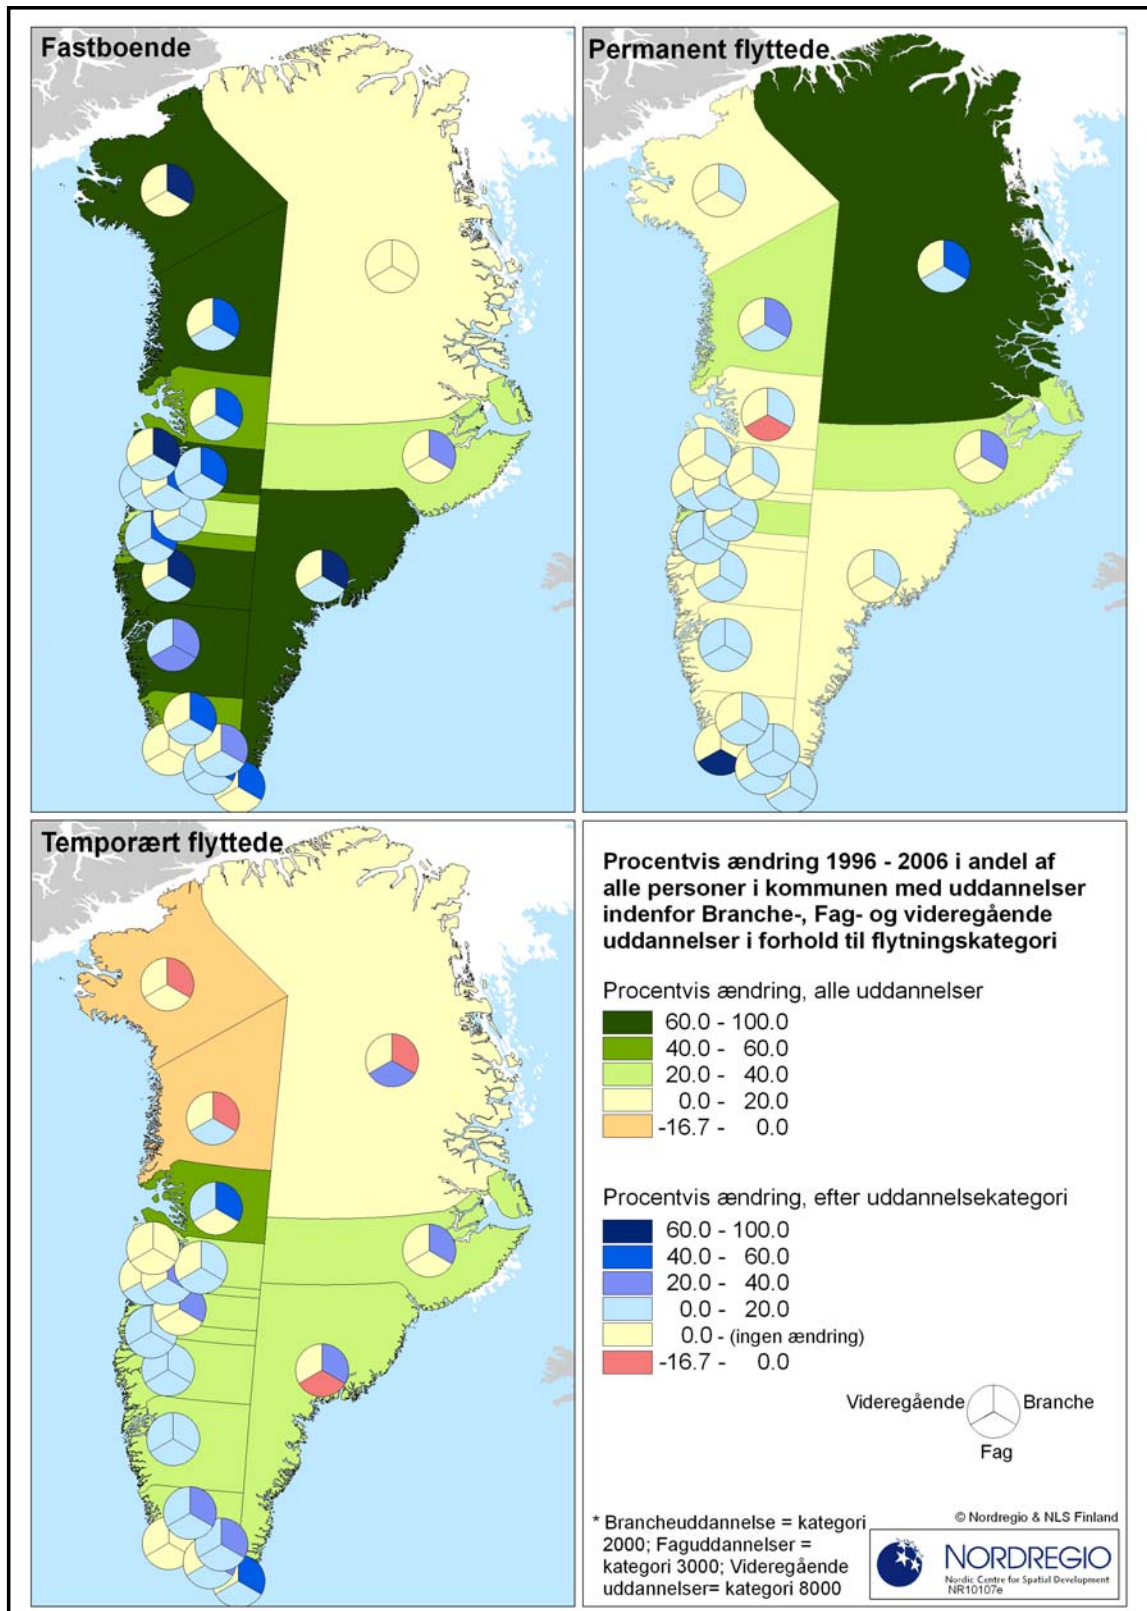 Fastboende
Permanent flyttede
Temporært flyttede
Procentvis ændring 1996 - 2006 i andel af
alle personer i kommunen med uddannelser
indenfor Branche-, Fag- og videregående
uddannelser i forhold til flytningskategori
Procentvis ændring, alle uddannelser
60.0 - 100.0
40.0 - 60.0
20.0 - 40.0
0.0 - 20.0
-16.7 - 0.0
Procentvis ændring, efter uddannelsekategori
60.0 - 100.0
40.0 - 60.0
20.0 - 40.0
0.0 - 20.0
0.0 - (ingen ændring)
-16.7 - 0.0
Videregående
Branche
Fag
* Brancheuddannelse = kategori
2000; Faguddannelser =
kategori 3000; Videregående
uddannelser= kategori 8000
© Nordregio & NLS Finland
NORDREGIO
Nordic Centre for Spatial Development
NR10107e